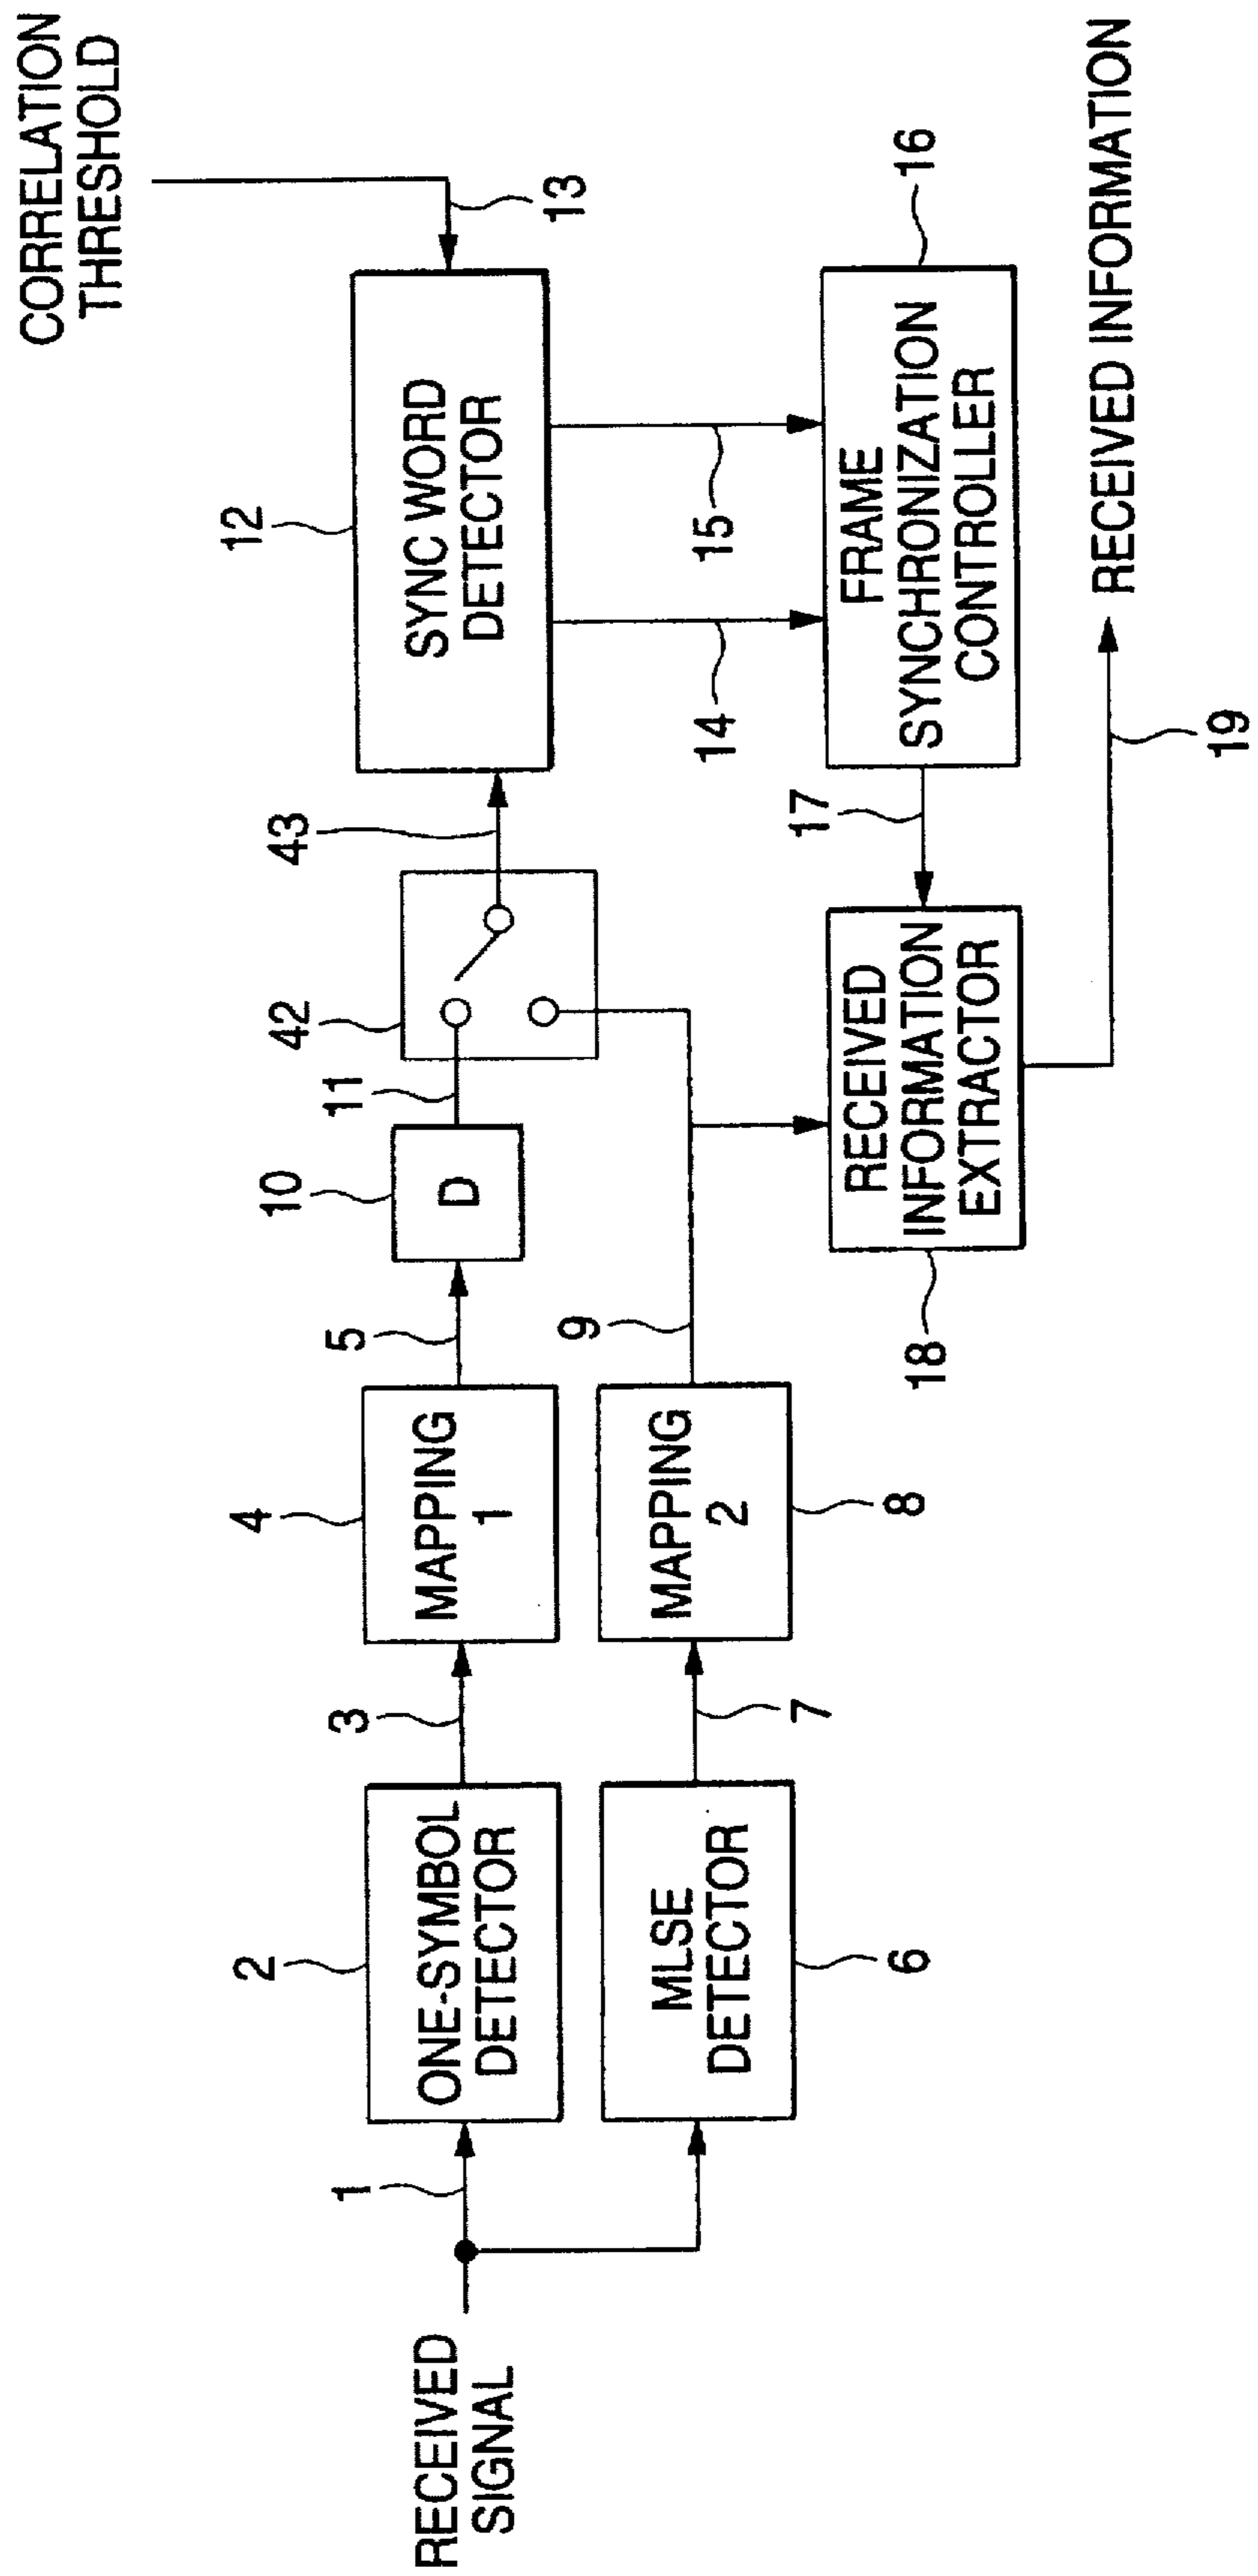 CORRELATION
THRESHOLD
13
12
SYNC WORD
DETECTOR
43
42
11
10
D
5
4
MAPPING
1
3
2
ONE-SYMBOL
DETECTOR
1
RECEIVED
SIGNAL
MLSE
DETECTOR
6
7
MAPPING
2
8
9
14
15
16
FRAME
SYNCHRONIZATION
CONTROLLER
17
RECEIVED
INFORMATION
EXTRACTOR
18
19
RECEIVED INFORMATION